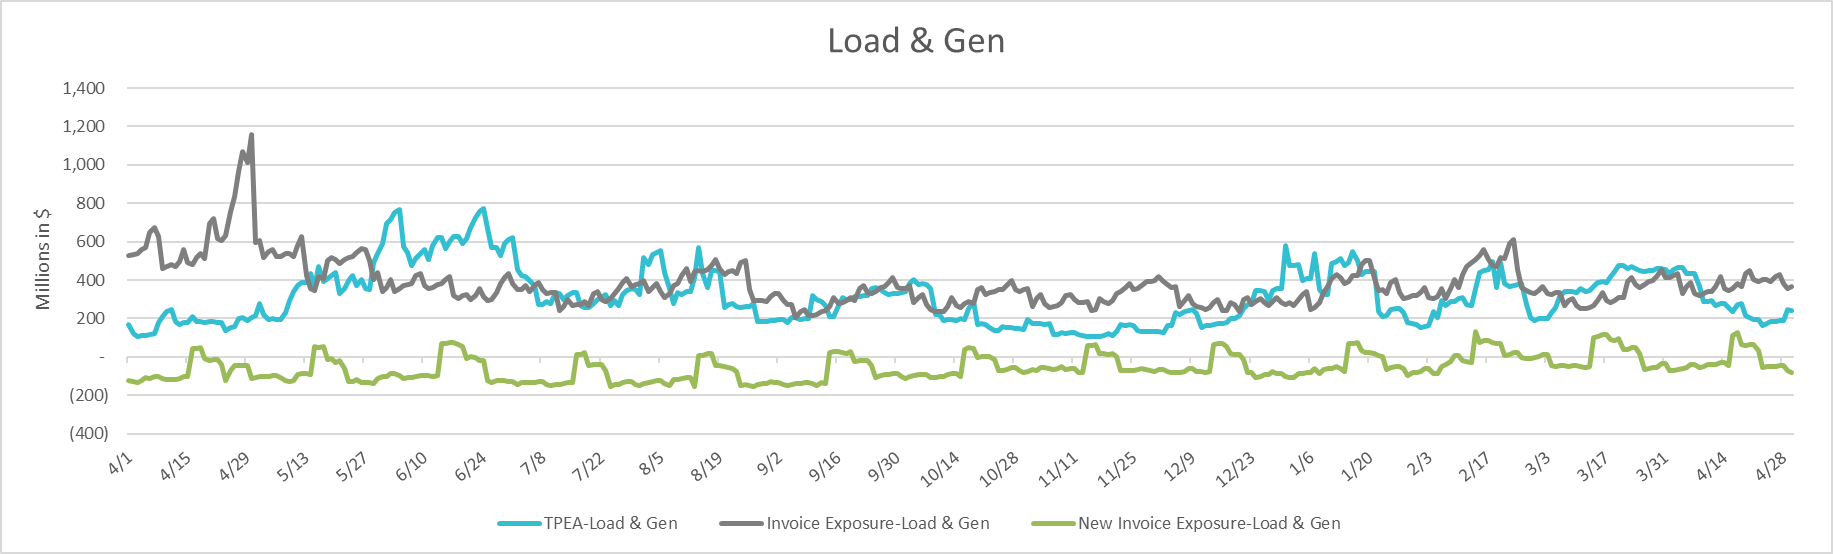 Load & Gen
Millions in $
1,400
1,200
1,000
800
600
400
200
-
(200)
(400)
4/1 4/15 4/29 5/13 5/27 6/10 6/24 7/8 7/22 8/5 8/19 9/2 9/16 9/30 10/14 10/28 11/11 11/25 12/9 12/23 1/6 1/20 2/3 2/17 3/3 3/17 3/31 4/14 4/28
TPEA-Load & Gen Invoice Exposure-Load & Gen New Invoice Exposure-Load & Gen